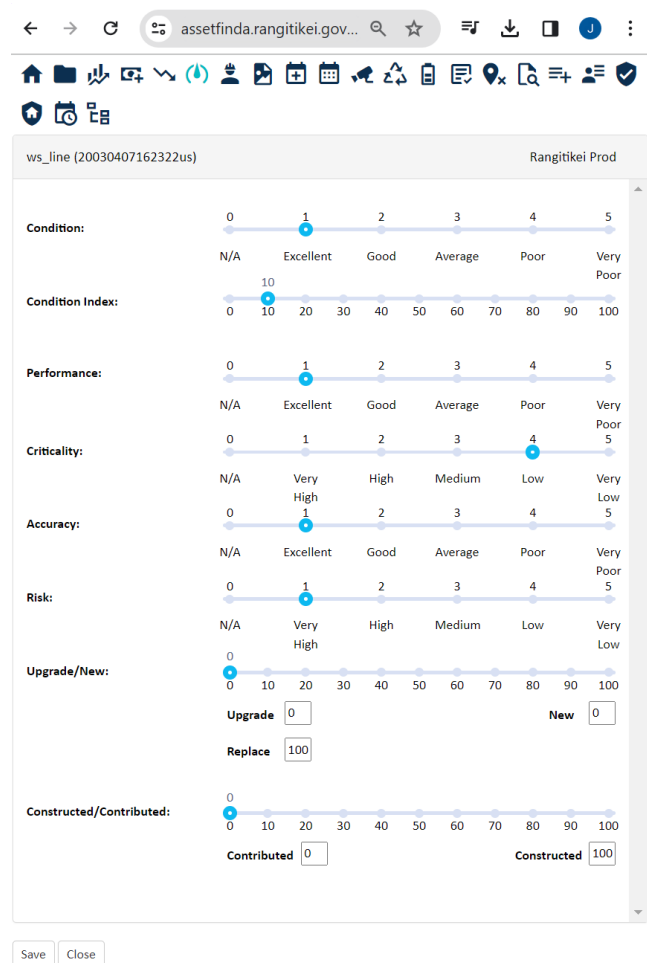 assetfinda.rangitikei.gov...
J
ws_line (20030407162322us) Rangitikei Prod
Condition: 0 1 2 3 4 5
N/A Excellent Good Average Poor Very Poor
10
Condition Index: 0 10 20 30 40 50 60 70 80 90 100
Performance: 0 1 2 3 4 5
N/A Excellent Good Average Poor Very Poor
Criticality: 0 1 2 3 4 5
N/A Very High High Medium Low Very Low
Accuracy: 0 1 2 3 4 5
N/A Excellent Good Average Poor Very Poor
Risk: 0 1 2 3 4 5
N/A Very High High Medium Low Very Low
0
Upgrade/New: 0 10 20 30 40 50 60 70 80 90 100
Upgrade 0 New 0
Replace 100
0
Constructed/Contributed: 0 10 20 30 40 50 60 70 80 90 100
Contributed 0 Constructed 100
Save Close